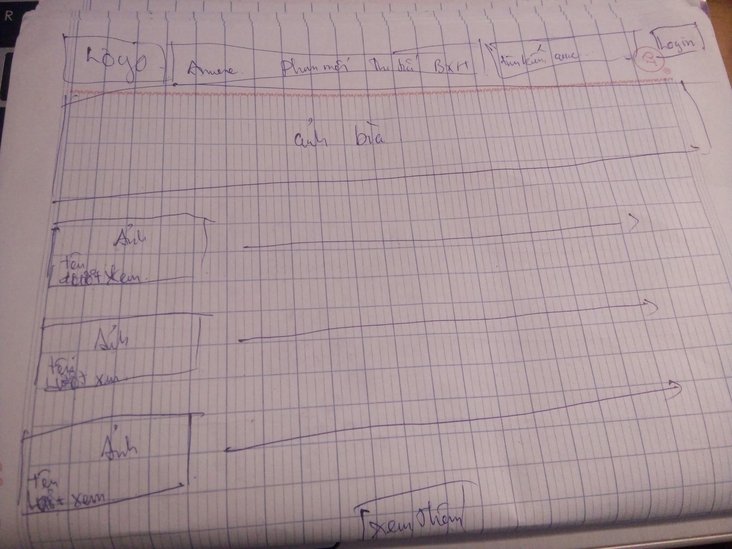 Logo
Anime Phim mới Thể loại BXH
tìm kiếm
Login
ảnh bìa
Ảnh
tên
lượt xem
Ảnh
tên
lượt xem
Ảnh
tên
lượt xem
xem thêm